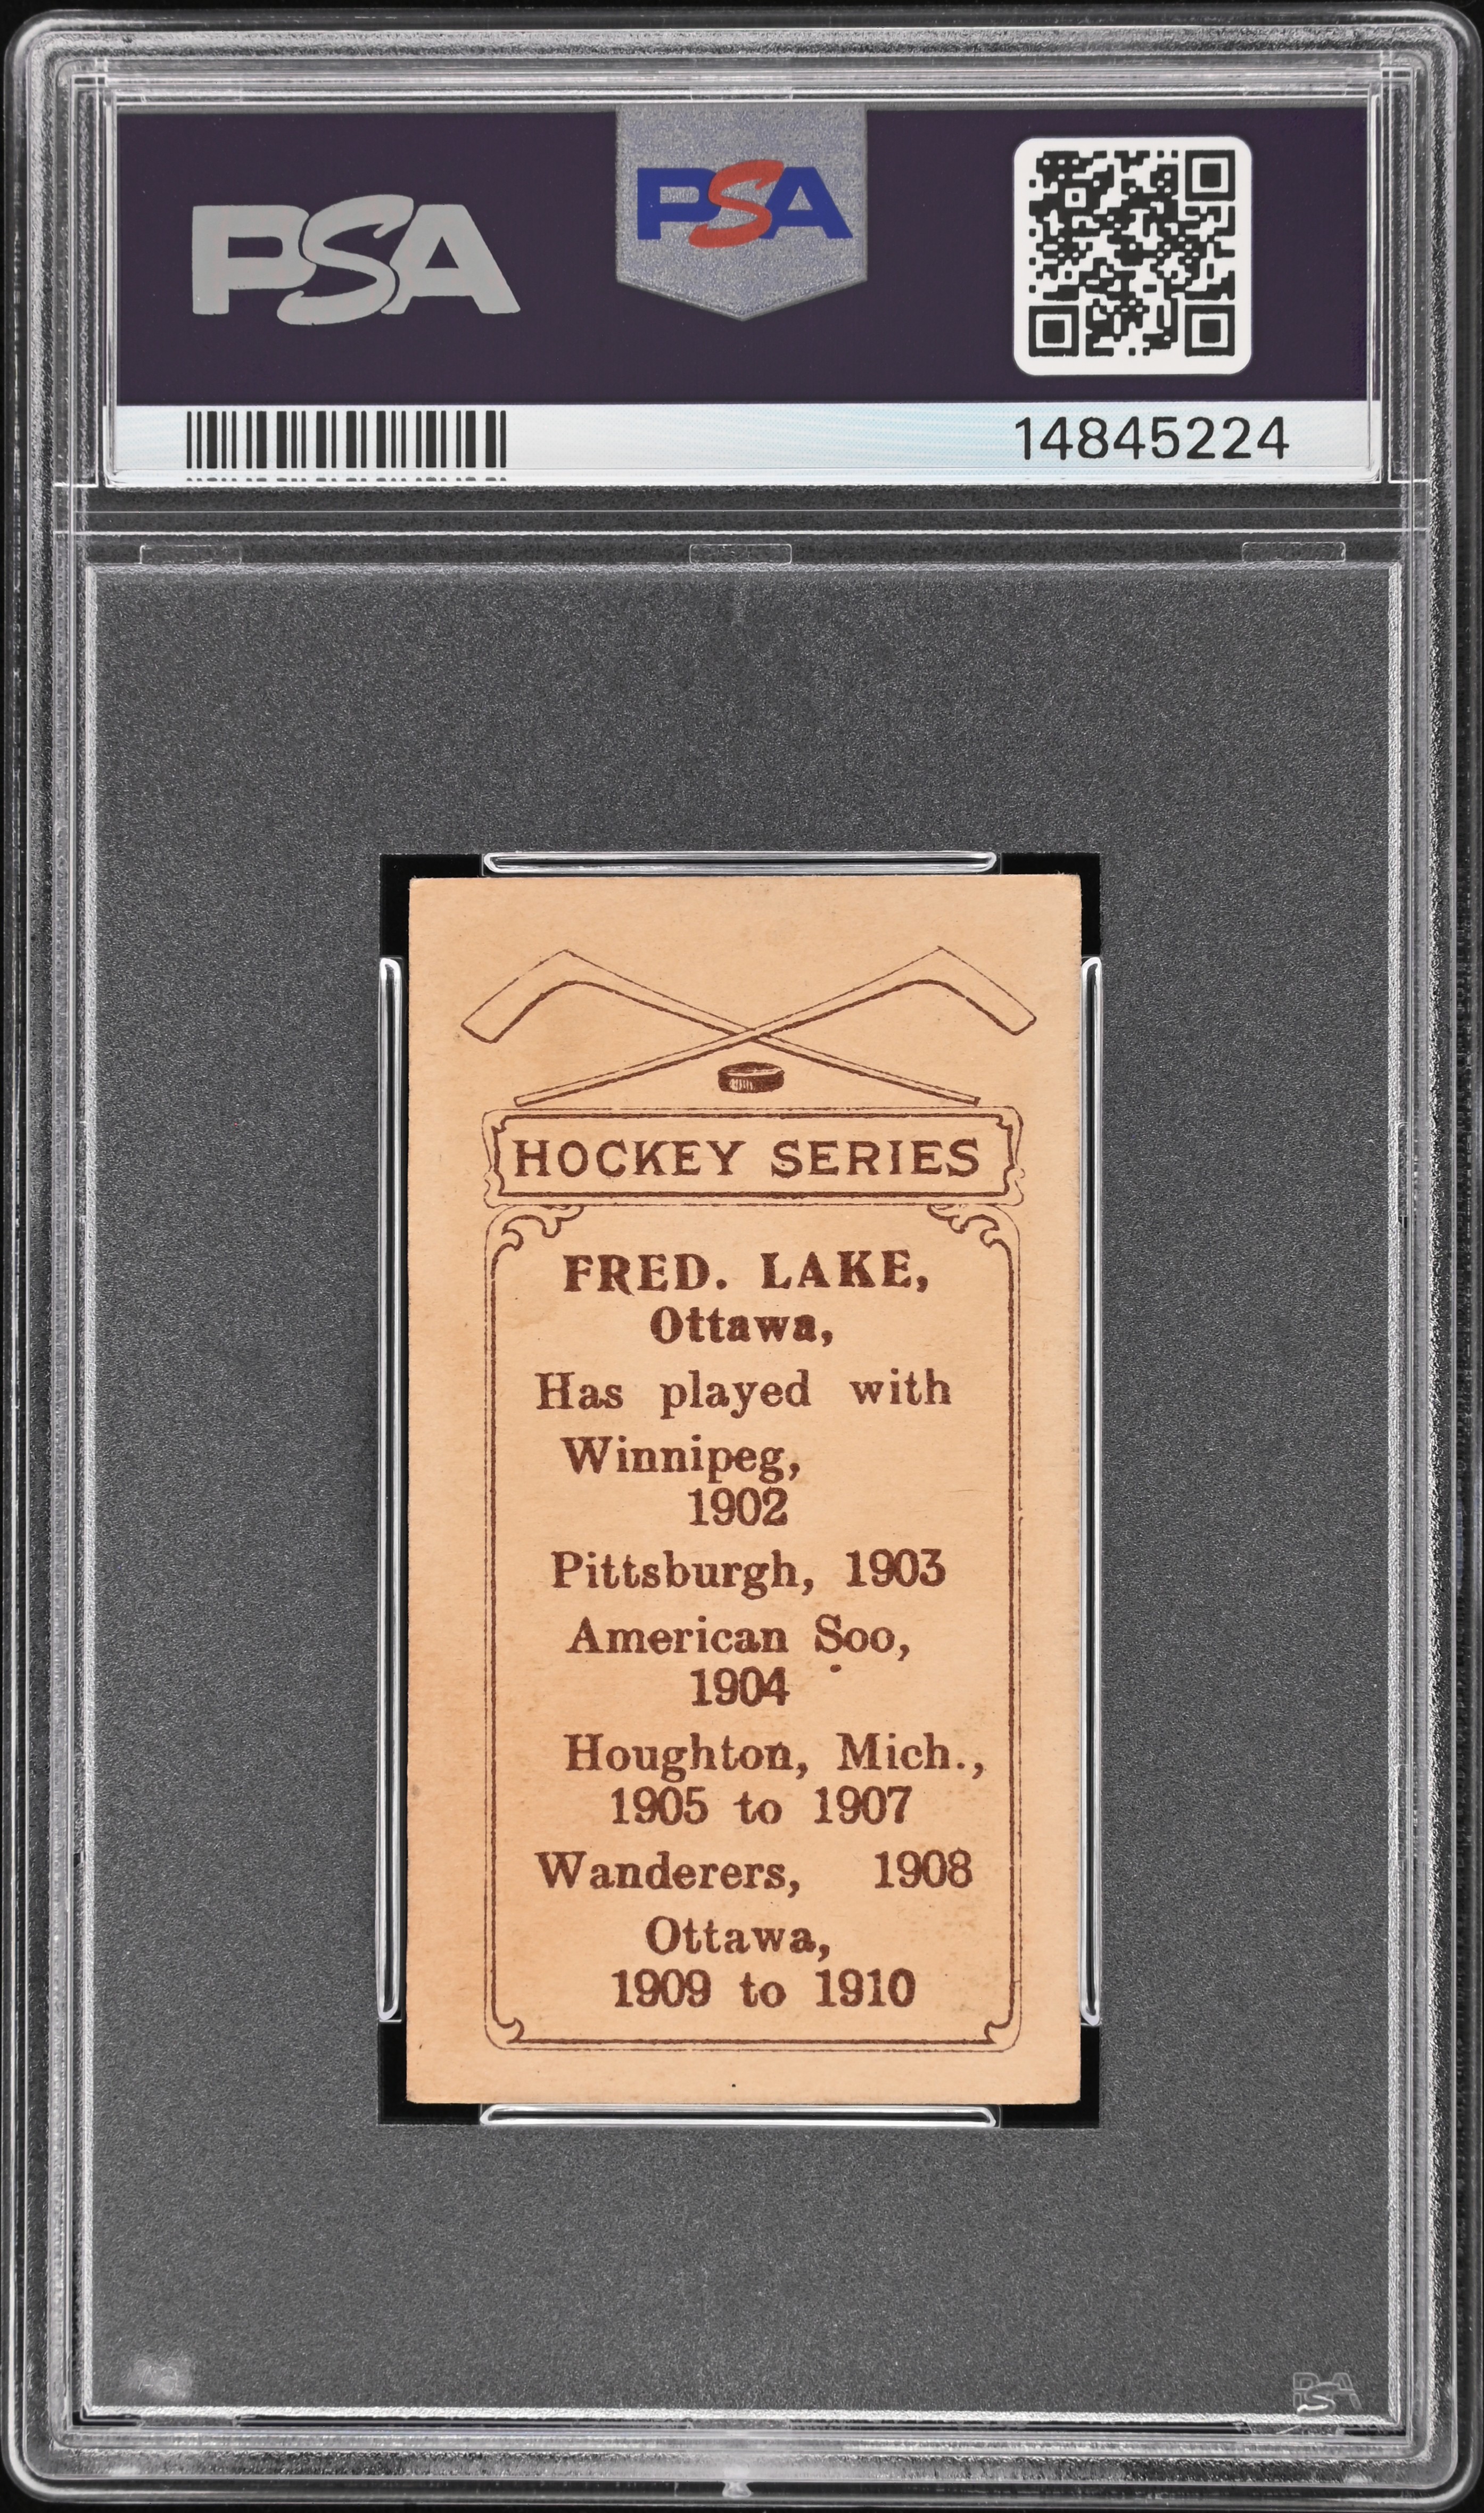 PSA
PSA
14845224
HOCKEY SERIES
FRED. LAKE,
Ottawa,
Has played with
Winnipeg,
1902
Pittsburgh, 1903
American Soo,
1904
Houghton, Mich.,
1905 to 1907
Wanderers, 1908
Ottawa,
1909 to 1910
PSA